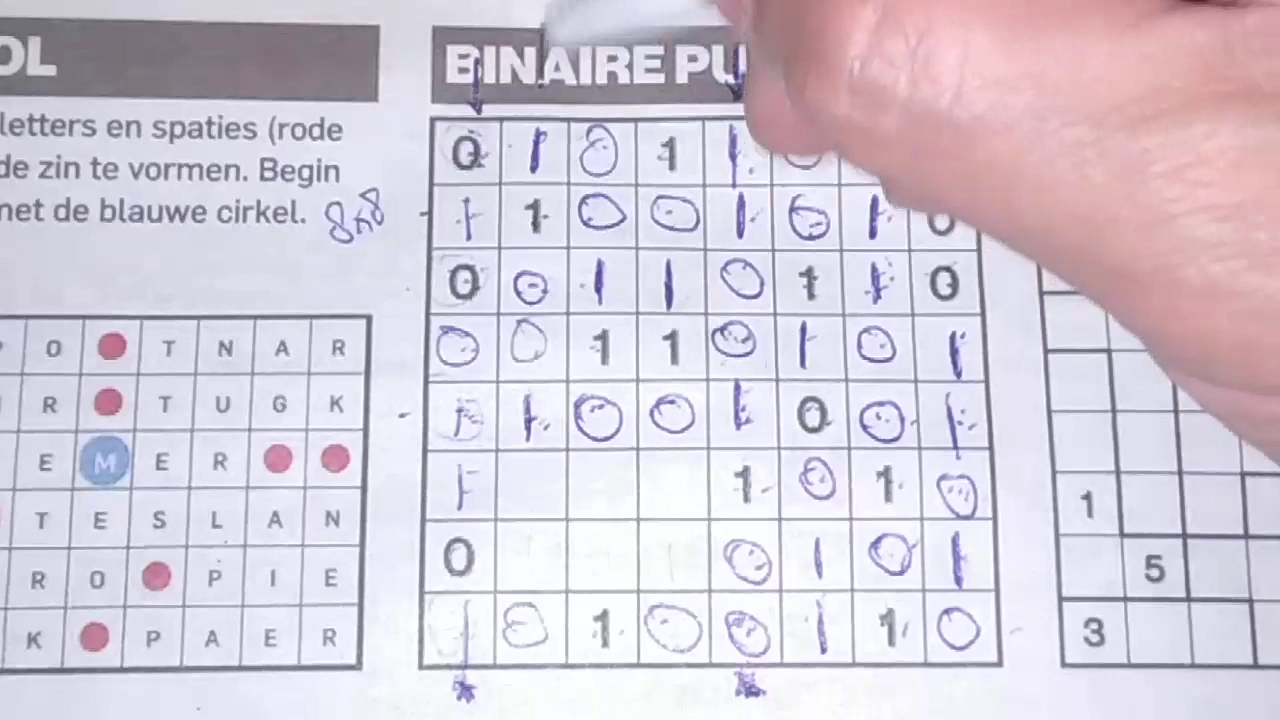 OL
BINAIRE PU
letters en spaties (rode
de zin te vormen. Begin
met de blauwe cirkel. 8x8
0 1 0 1 1
1 1 0 0 1 0 1 0
0 0 1 1 0 1 1 0
0 0 1 1 0 1 0 1
1 1 0 0 1 0 0 1
1 1 0 1 0
0 0 1 0 1
1 0 1 0 0 1 1 0
O T N A R
R T U G K
E M E R
T E S L A N
R O P I E
K P A E R
1
5
3